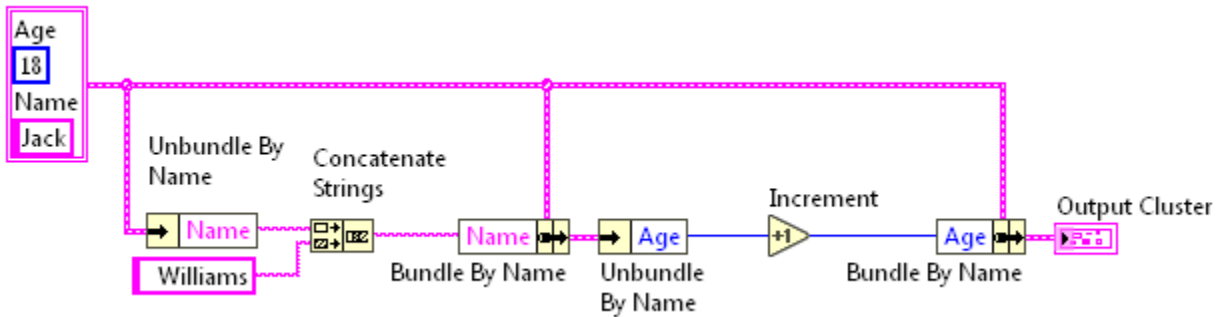 Age
18
Name
Jack
Unbundle By
Name
Concatenate
Strings
Increment
Output Cluster
Name
Name
Age
+1
Age
Williams
Bundle By Name
Unbundle
By Name
Bundle By Name